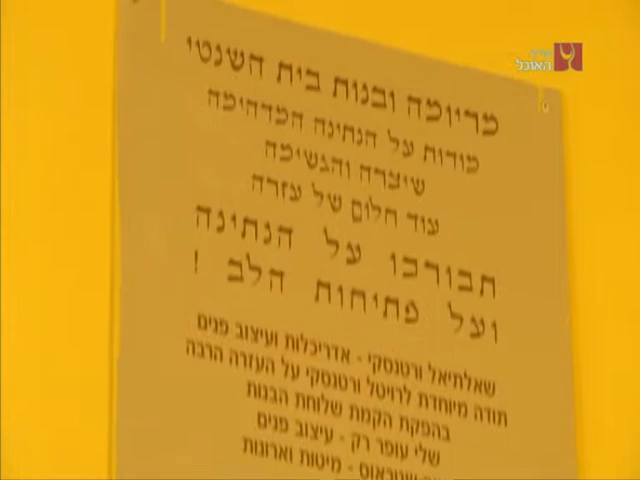 ערוץ
האוכל
מריומה ובנות בית השנטי
מודות על הנתינה המדהימה
שיצרה והגשימה
עוד חלום של עזרה
תבורכו על הנתינה
ועל פתיחות הלב !
שאלתיאל ורטנסקי - אדריכלות ועיצוב פנים
תודה מיוחדת לרויטל ורטנסקי על העזרה הרבה
בהפקת הקמת שלוחת הבנות
שלי עופר רק - עיצוב פנים
- מיטות וארונות